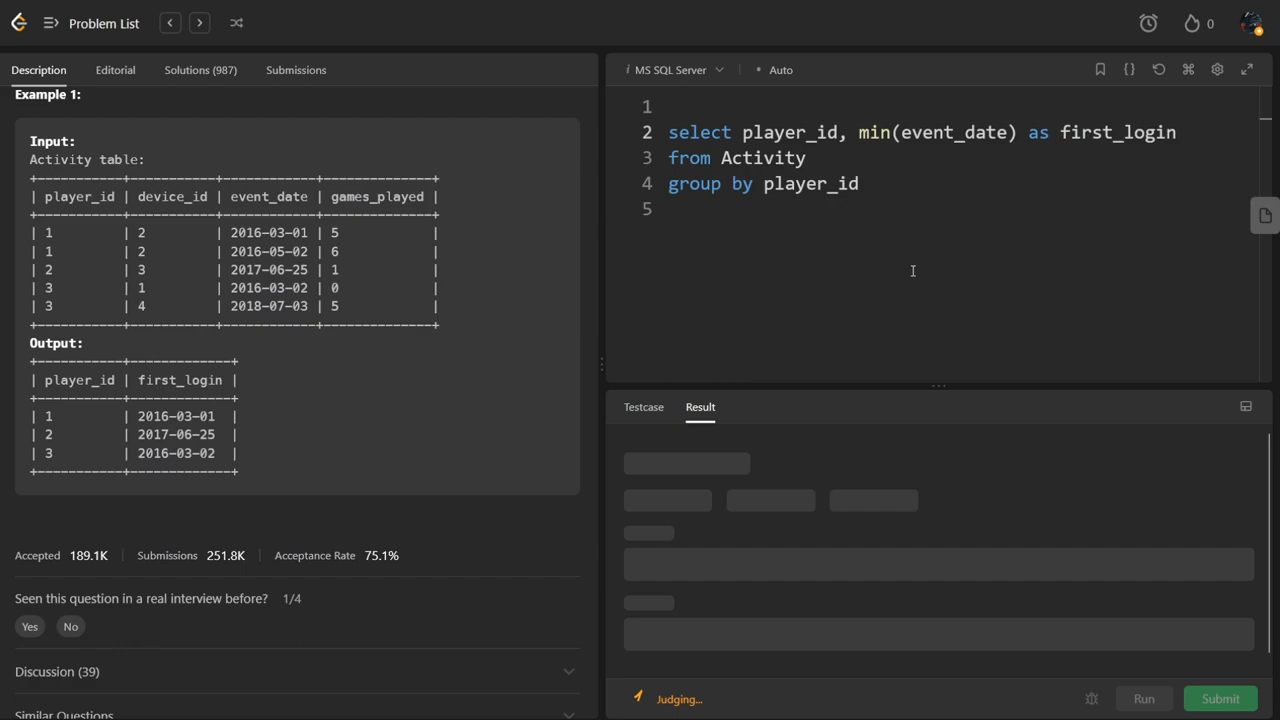 Problem List
0
Description Editorial Solutions (987) Submissions
Example 1:
Input:
Activity table:
+-----------+-----------+------------+--------------+
| player_id | device_id | event_date | games_played |
+-----------+-----------+------------+--------------+
| 1 | 2 | 2016-03-01 | 5 |
| 1 | 2 | 2016-05-02 | 6 |
| 2 | 3 | 2017-06-25 | 1 |
| 3 | 1 | 2016-03-02 | 0 |
| 3 | 4 | 2018-07-03 | 5 |
+-----------+-----------+------------+--------------+
Output:
+-----------+-------------+
| player_id | first_login |
+-----------+-------------+
| 1 | 2016-03-01 |
| 2 | 2017-06-25 |
| 3 | 2016-03-02 |
+-----------+-------------+
Accepted 189.1K Submissions 251.8K Acceptance Rate 75.1%
Seen this question in a real interview before? 1/4
Yes No
Discussion (39)
Similar Questions
i MS SQL Server • Auto
1
2 select player_id, min(event_date) as first_login
3 from Activity
4 group by player_id
5
Testcase Result
Judging...
Run Submit